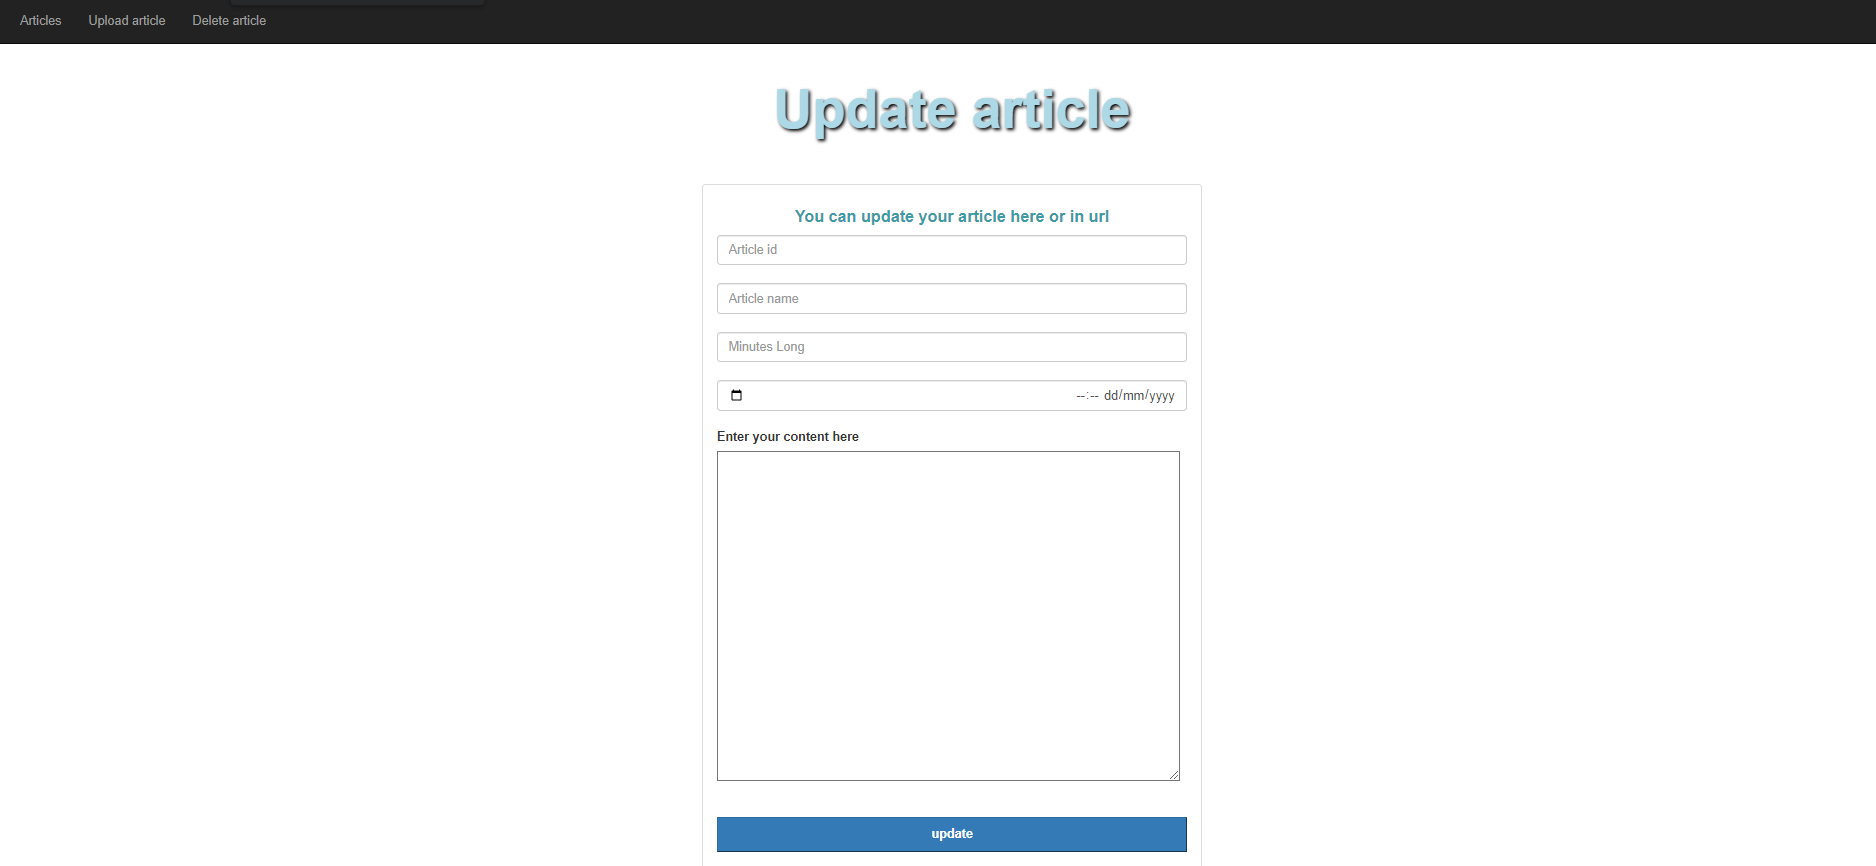 Articles Upload article Delete article
Update article
You can update your article here or in url
Article id
Article name
Minutes Long
--:-- dd/mm/yyyy
Enter your content here
update